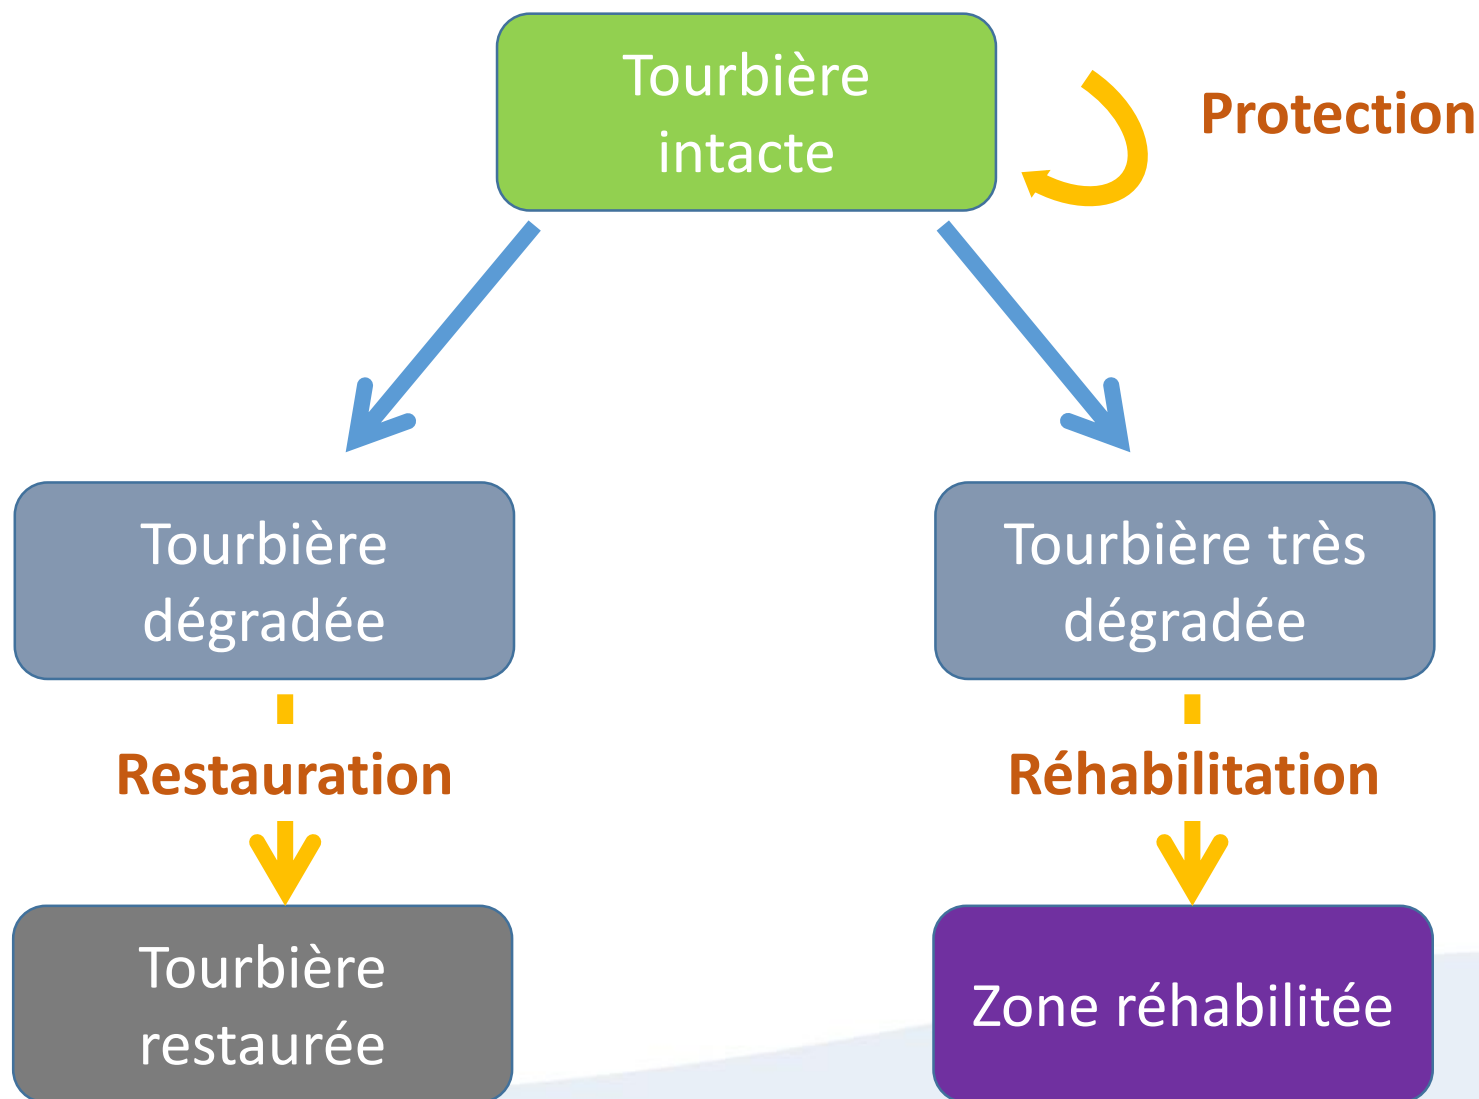 Tourbière
intacte
Protection
Tourbière
dégradée
Tourbière très
dégradée
Restauration
Réhabilitation
Tourbière
restaurée
Zone réhabilitée